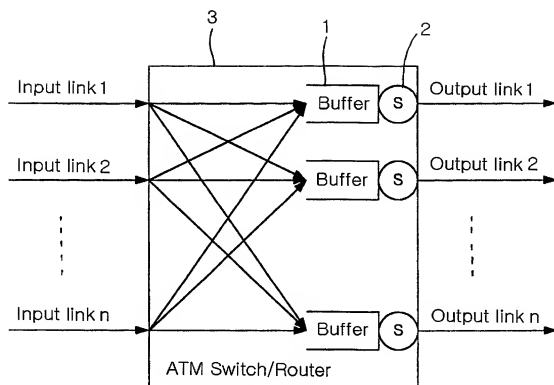 3
1
2
Input link 1
Buffer
S
Output link 1
Input link 2
Buffer
S
Output link 2
Input link n
Buffer
S
Output link n
ATM Switch/Router